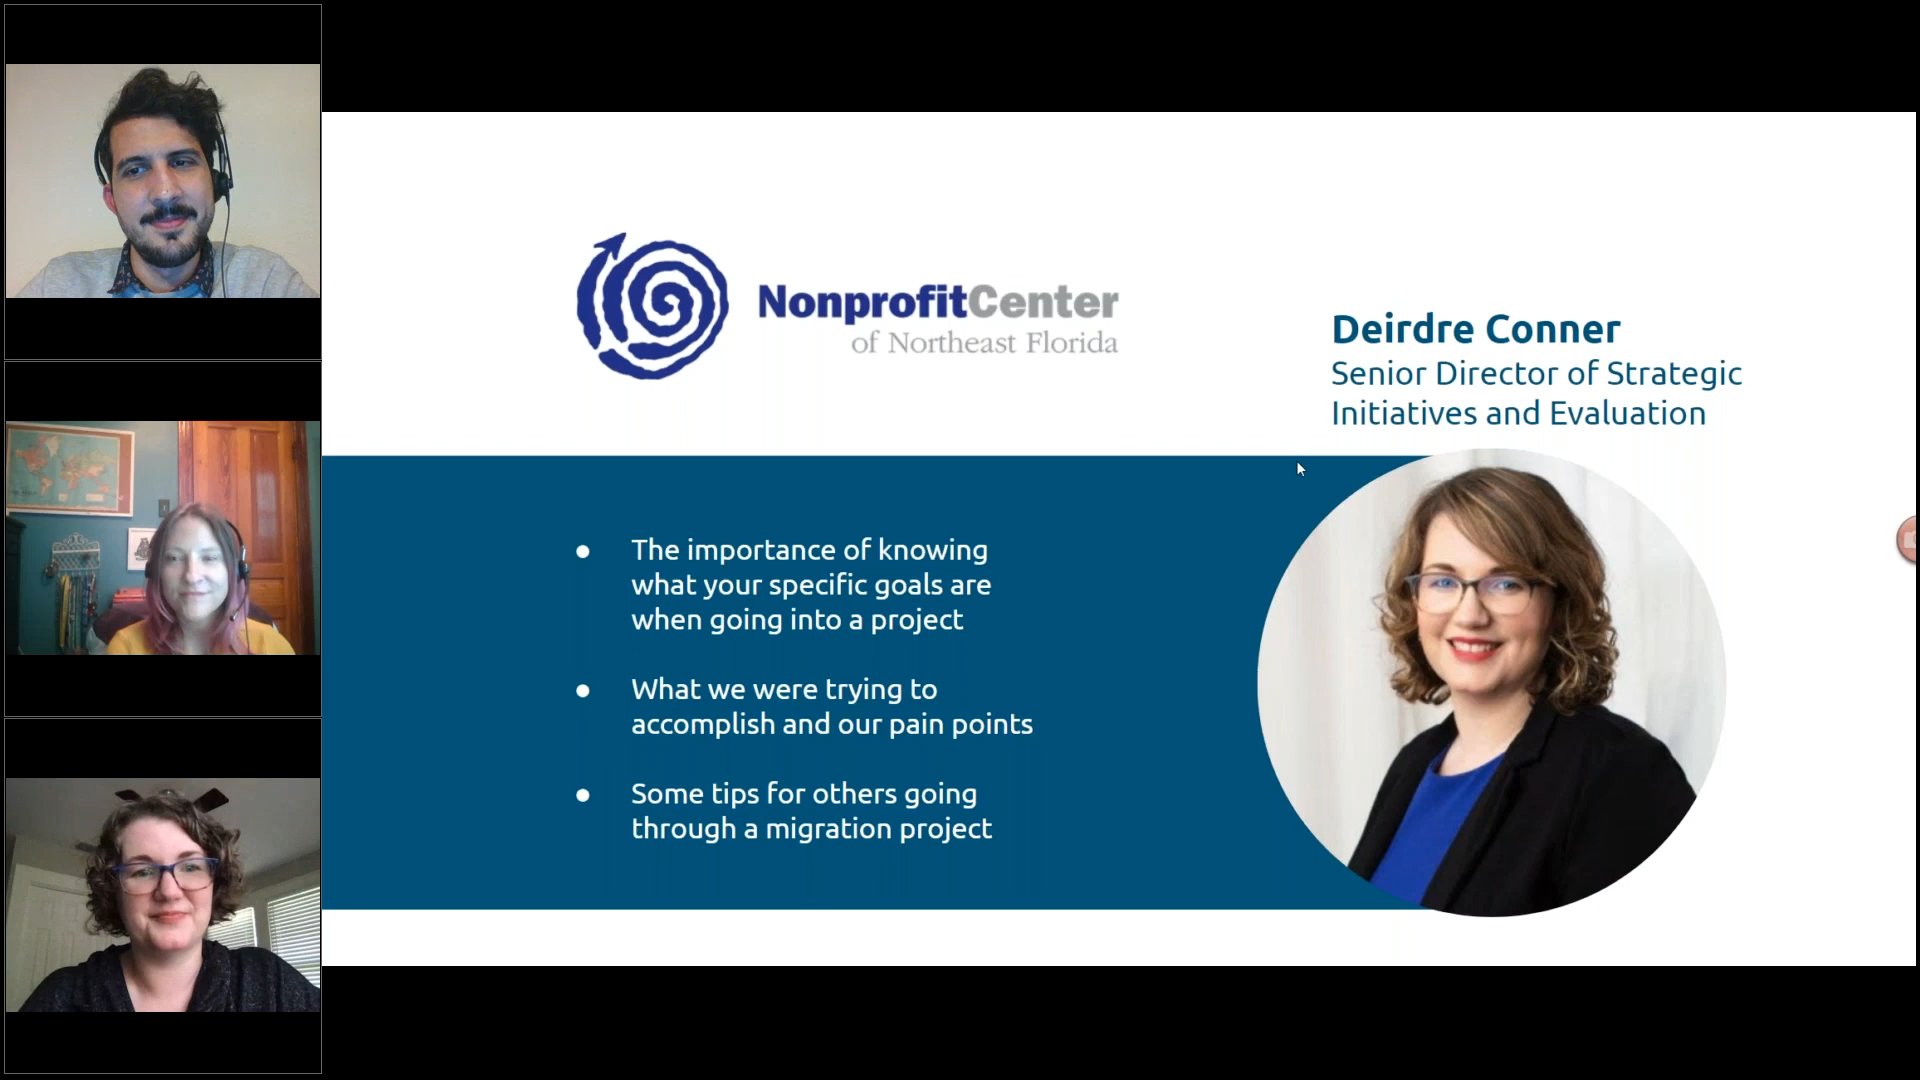 NonprofitCenter
of Northeast Florida
Deirdre Conner
Senior Director of Strategic
Initiatives and Evaluation
● The importance of knowing
what your specific goals are
when going into a project
● What we were trying to
accomplish and our pain points
● Some tips for others going
through a migration project